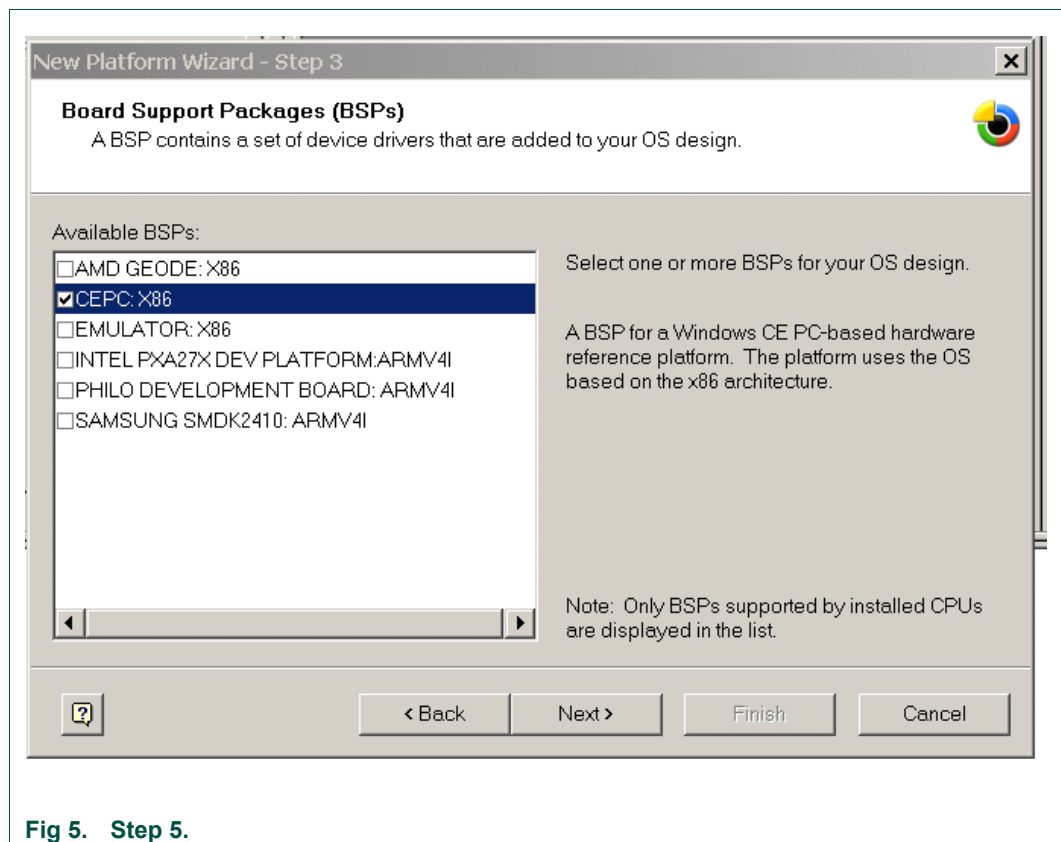 New Platform Wizard - Step 3
Board Support Packages (BSPs)
A BSP contains a set of device drivers that are added to your OS design.
Available BSPs:
AMD GEODE: X86
CEPC: X86
EMULATOR: X86
INTEL PXA27X DEV PLATFORM:ARMV4I
PHILO DEVELOPMENT BOARD: ARMV4I
SAMSUNG SMDK2410: ARMV4I
Select one or more BSPs for your OS design.
A BSP for a Windows CE PC-based hardware
reference platform. The platform uses the OS
based on the x86 architecture.
Note: Only BSPs supported by installed CPUs
are displayed in the list.
?
< Back
Next >
Finish
Cancel
Fig 5. Step 5.